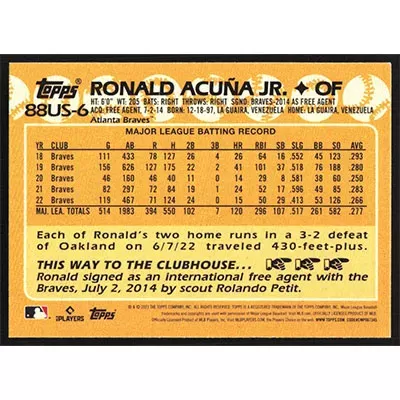 Topps RONALD ACUÑA JR. ✦ OF
88US-6 HT: 6'0" WT: 205 BATS: RIGHT THROWS: RIGHT SGND: BRAVES-2014 AS FREE AGENT
ACQ: FREE AGENT, 7-2-14 BORN: 12-18-97, LA GUAIRA, VENEZUELA HOME: LA GUAIRA, VENEZUELA
Atlanta Braves
MAJOR LEAGUE BATTING RECORD
YR CLUB G AB R H 2B 3B HR RBI SB SLG BB SO AVG.
18 Braves 111 433 78 127 26 4 26 64 16 .552 45 123 .293
19 Braves 156 626 127 175 22 2 41 101 37 .518 76 188 .280
20 Braves 46 160 46 40 11 0 14 29 8 .581 38 60 .250
21 Braves 82 297 72 84 19 1 24 52 17 .596 49 85 .283
22 Braves 119 467 71 124 24 0 15 50 29 .413 53 126 .266
MAJ. LEA. TOTALS 514 1983 394 550 102 7 120 296 107 .517 261 582 .277
Each of Ronald's two home runs in a 3-2 defeat
of Oakland on 6/7/22 traveled 430-feet-plus.
THIS WAY TO THE CLUBHOUSE...
Ronald signed as an international free agent with the
Braves, July 2, 2014 by scout Rolando Petit.
PLAYERS Topps